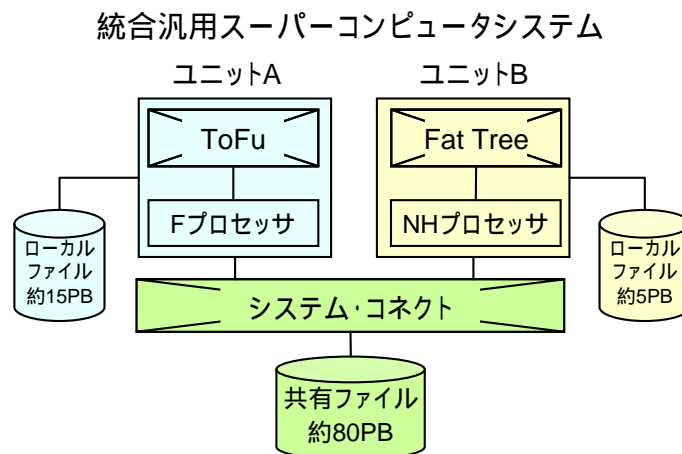 統合汎用スーパーコンピュータシステム
ユニットA
ユニットB
ToFu
Fat Tree
Fプロセッサ
NHプロセッサ
ローカル
ファイル
約15PB
ローカル
ファイル
約5PB
システム・コネクト
共有ファイル
約80PB